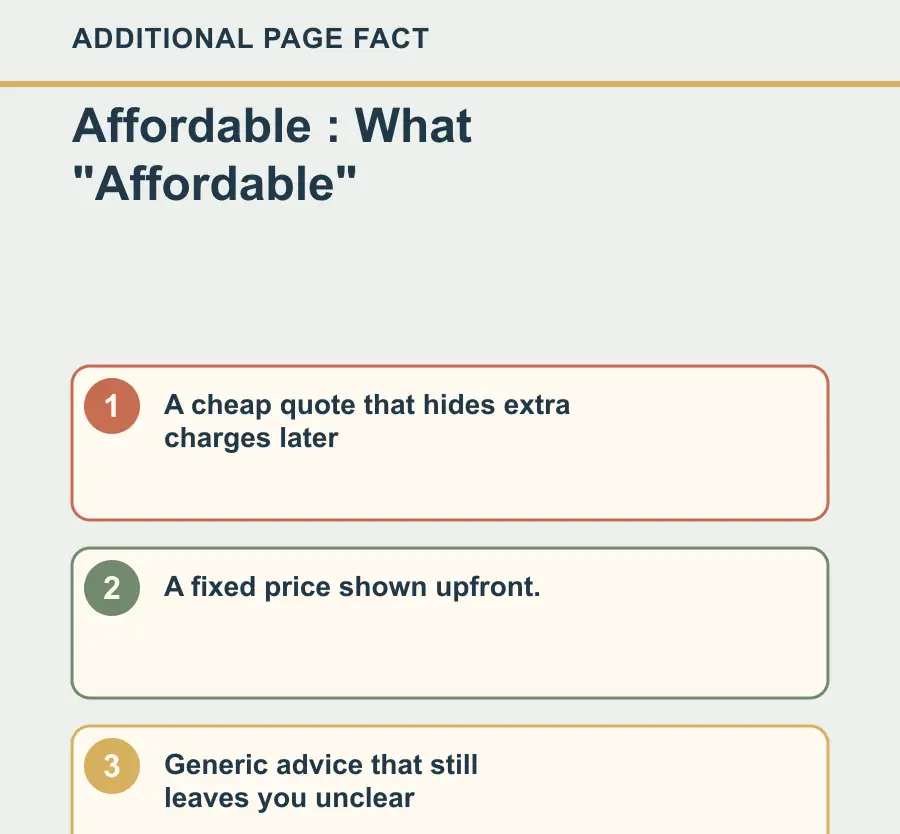 ADDITIONAL PAGE FACT
Affordable : What
"Affordable"
1
A cheap quote that hides extra
charges later
2
A fixed price shown upfront.
3
Generic advice that still
leaves you unclear